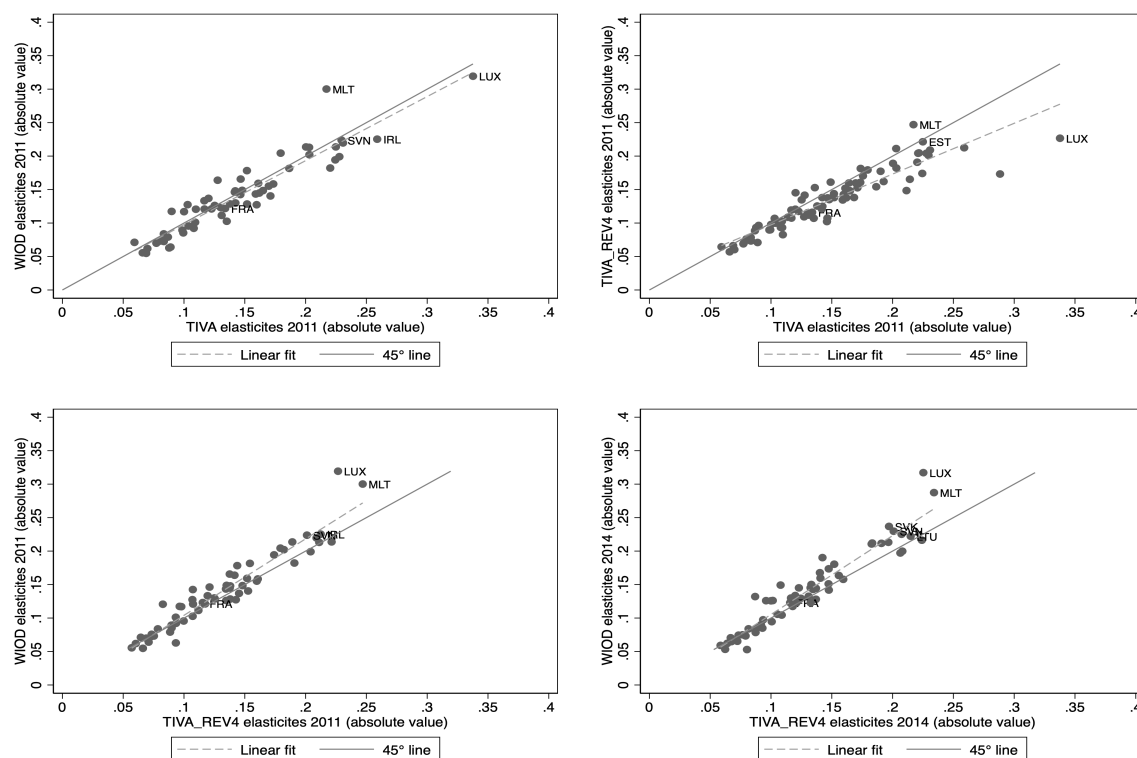 WIOD elasticities 2011 (absolute value)
0 .05 .1 .15 .2 .25 .3 .35 .4
LUX
MLT
SVN
IRL
FRA
0 .05 .1 .15 .2 .25 .3 .35 .4
TIVA elasticites 2011 (absolute value)
Linear fit 45° line
TIVA_REV4 elasticites 2011 (absolute value)
0 .05 .1 .15 .2 .25 .3 .35 .4
MLT
EST
LUX
FRA
0 .05 .1 .15 .2 .25 .3 .35 .4
TIVA elasticites 2011 (absolute value)
Linear fit 45° line
WIOD elasticites 2011 (absolute value)
0 .05 .1 .15 .2 .25 .3 .35 .4
LUX
MLT
SVN
IRL
FRA
0 .05 .1 .15 .2 .25 .3 .35 .4
TIVA_REV4 elasticites 2011 (absolute value)
Linear fit 45° line
WIOD elasticites 2014 (absolute value)
0 .05 .1 .15 .2 .25 .3 .35 .4
LUX
MLT
SVK
SVN
FRA
0 .05 .1 .15 .2 .25 .3 .35 .4
TIVA_REV4 elasticites 2014 (absolute value)
Linear fit 45° line